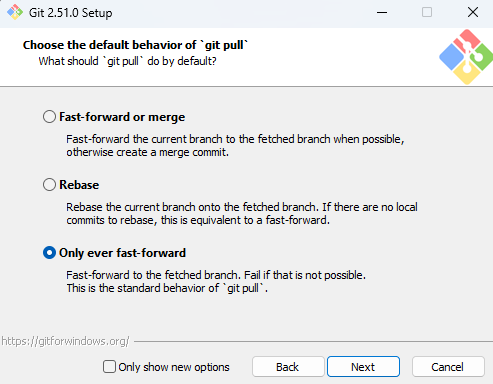 Git 2.51.0 Setup
Choose the default behavior of `git pull`
What should `git pull` do by default?
Fast-forward or merge
Fast-forward the current branch to the fetched branch when possible,
otherwise create a merge commit.
Rebase
Rebase the current branch onto the fetched branch. If there are no local
commits to rebase, this is equivalent to a fast-forward.
Only ever fast-forward
Fast-forward to the fetched branch. Fail if that is not possible.
This is the standard behavior of `git pull`.
https://gitforwindows.org/
Only show new options
Back
Next
Cancel